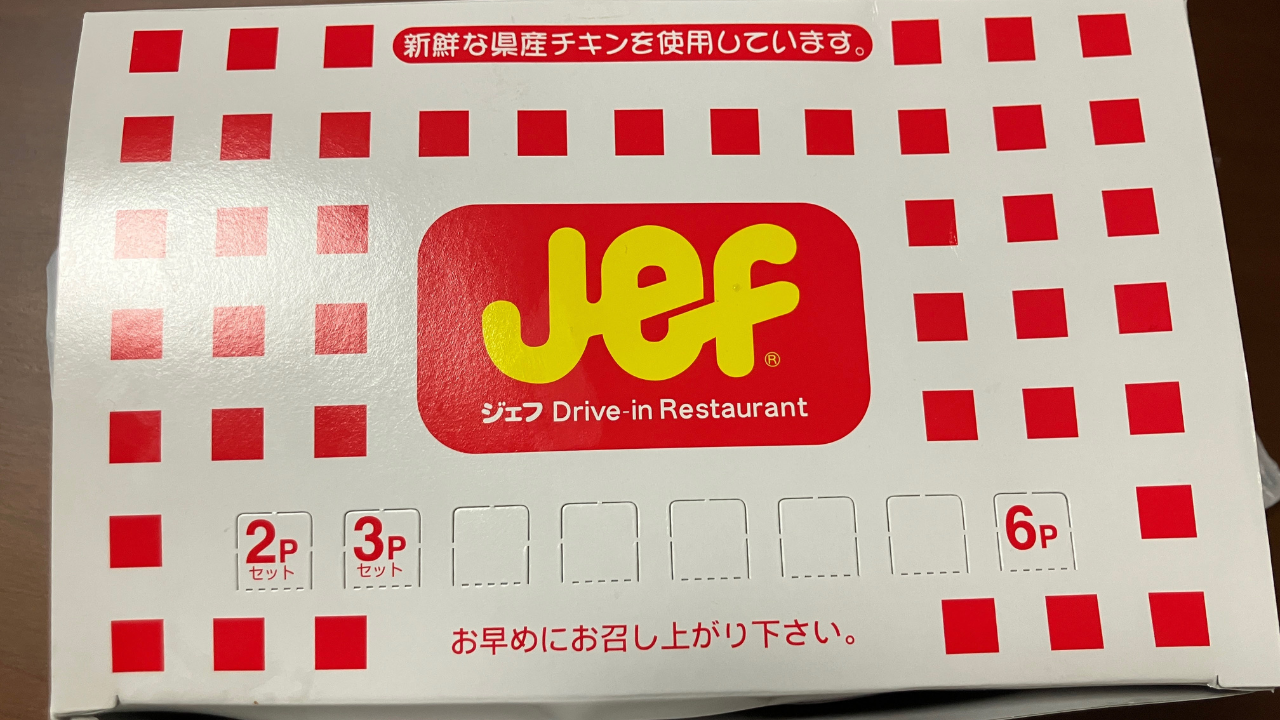 新鮮な県産チキンを使用しています。
Jef®
ジェフ Drive-in Restaurant
2P 3P 6P
セット セット
お早めにお召し上がり下さい。